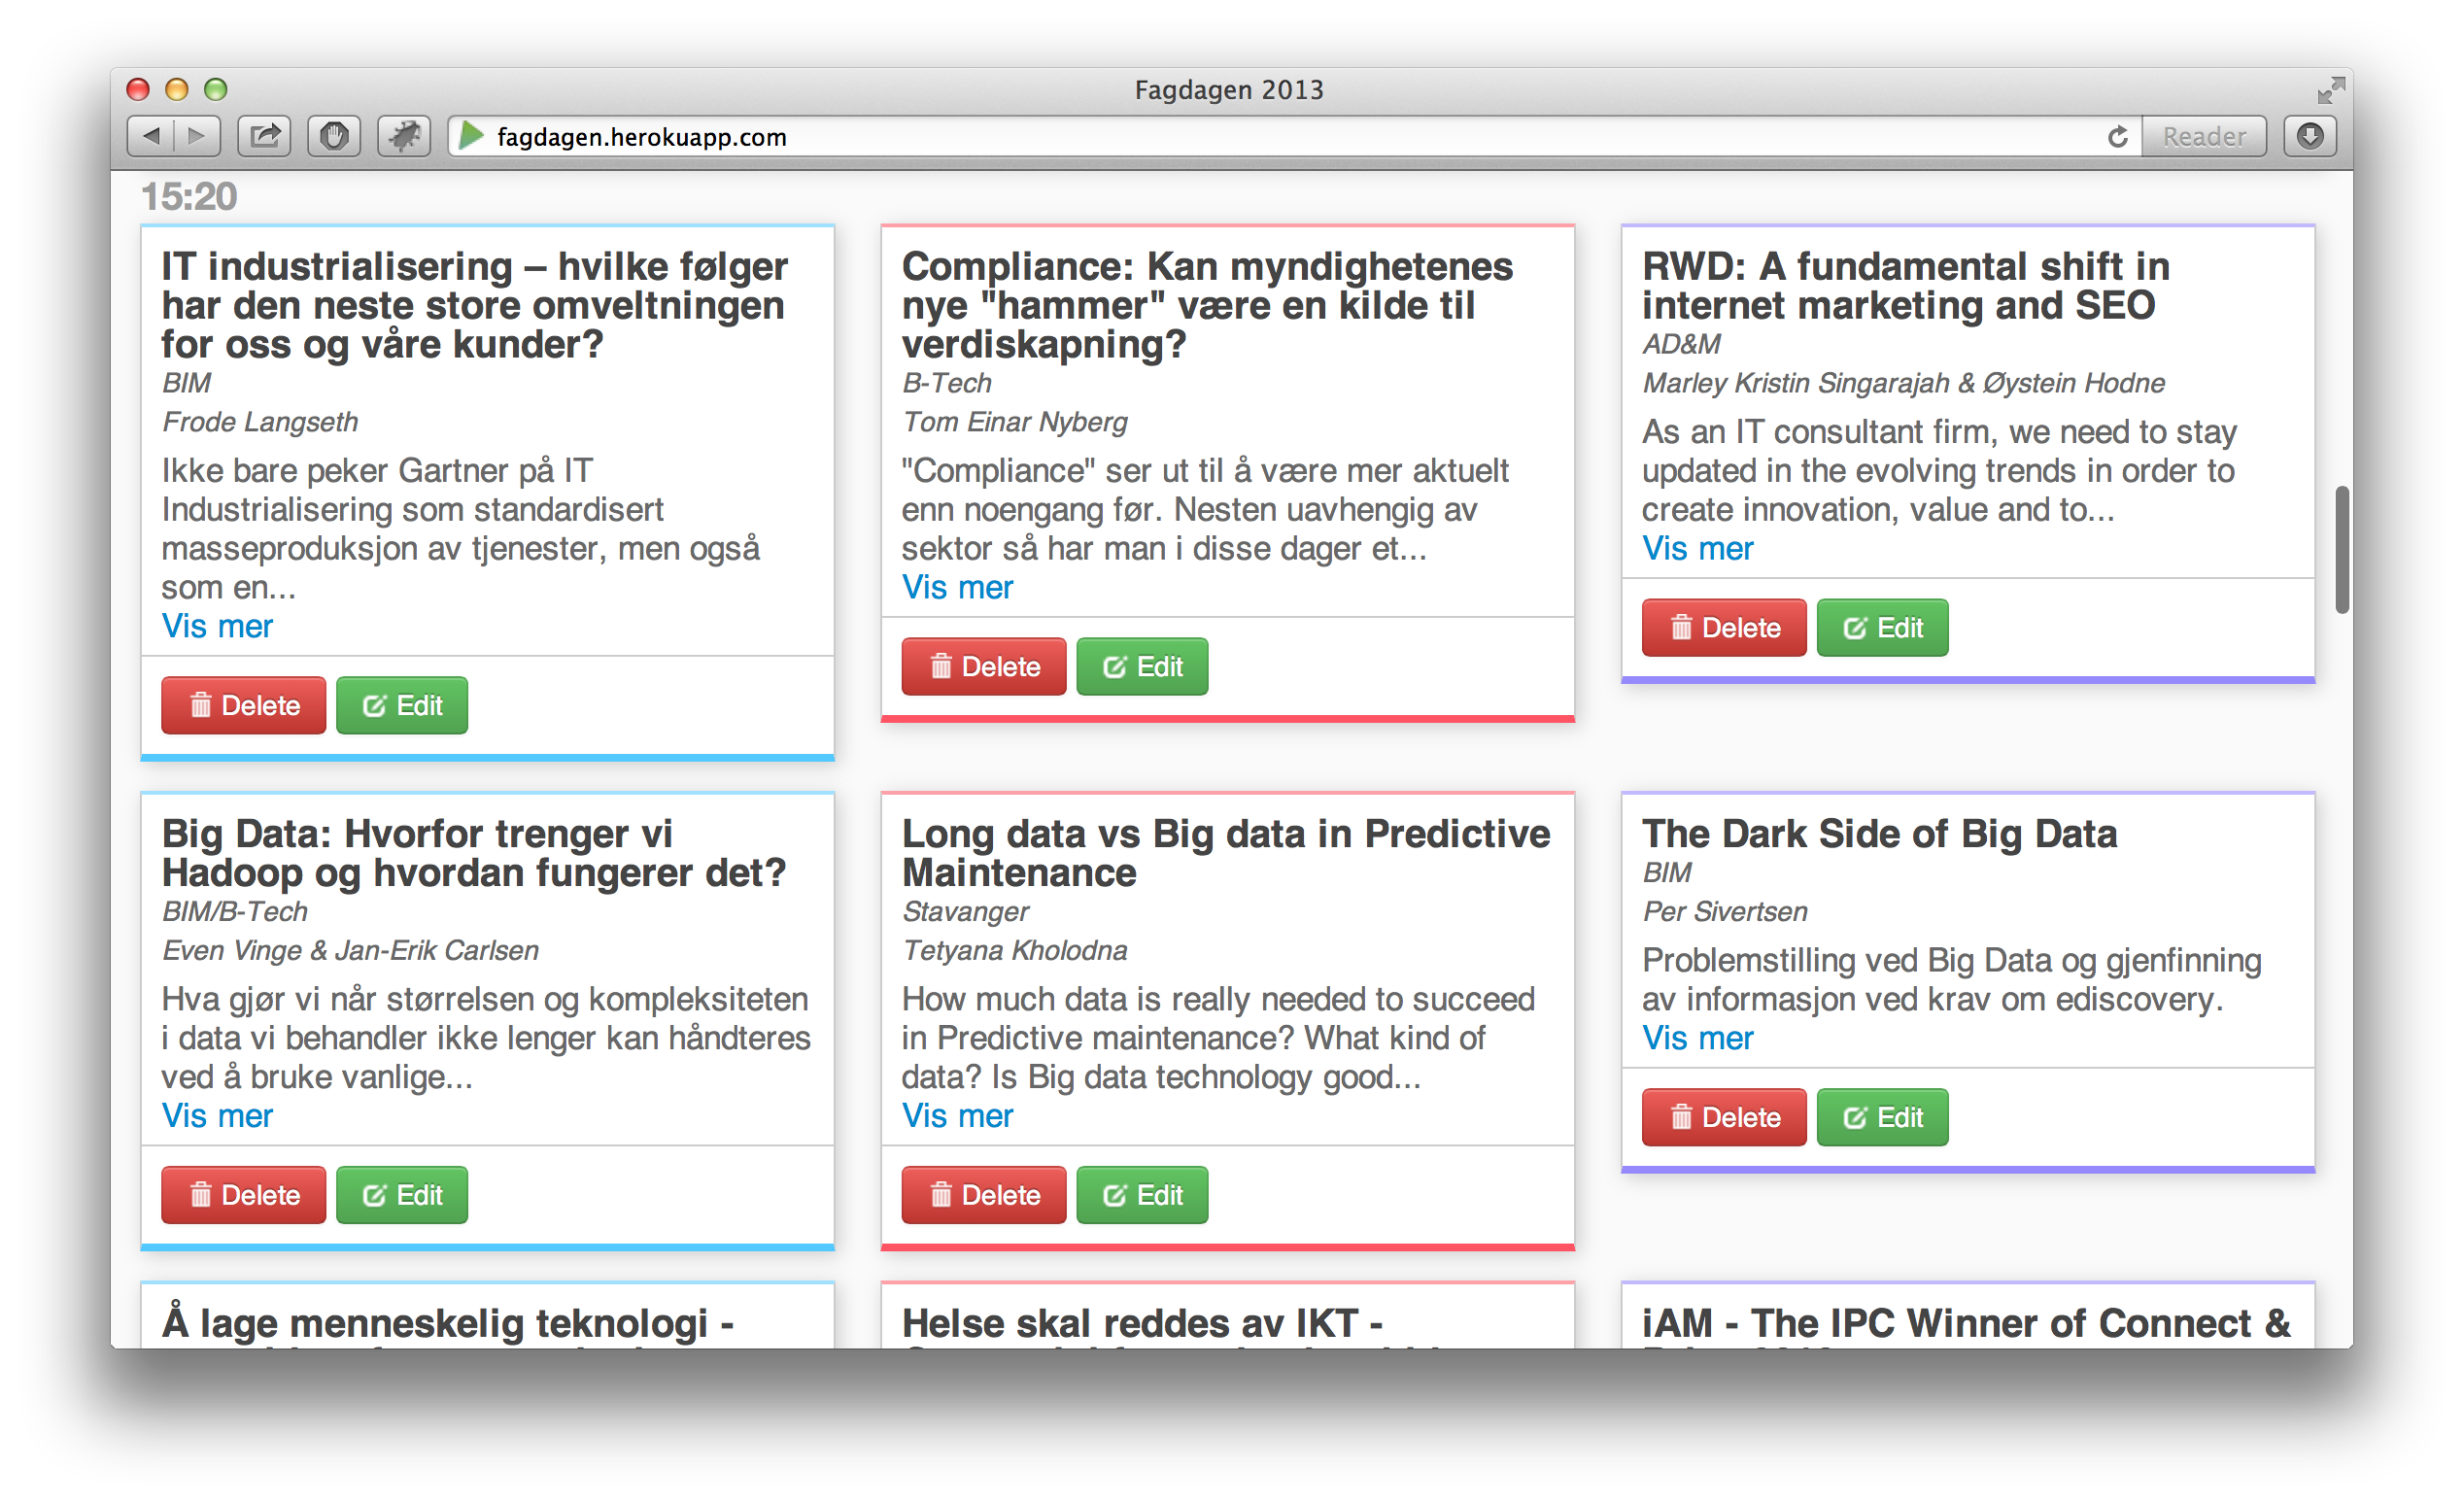 Fagdagen 2013
fagdagen.herokuapp.com
Reader
15:20
IT industrialisering – hvilke følger
har den neste store omveltningen
for oss og våre kunder?
BIM
Frode Langseth
Ikke bare peker Gartner på IT
Industrialisering som standardisert
masseproduksjon av tjenester, men også
som en...
Vis mer
Delete Edit
Compliance: Kan myndighetenes
nye "hammer" være en kilde til
verdiskapning?
B-Tech
Tom Einar Nyberg
"Compliance" ser ut til å være mer aktuelt
enn noengang før. Nesten uavhengig av
sektor så har man i disse dager et...
Vis mer
Delete Edit
RWD: A fundamental shift in
internet marketing and SEO
AD&M
Marley Kristin Singarajah & Øystein Hodne
As an IT consultant firm, we need to stay
updated in the evolving trends in order to
create innovation, value and to...
Vis mer
Delete Edit
Big Data: Hvorfor trenger vi
Hadoop og hvordan fungerer det?
BIM/B-Tech
Even Vinge & Jan-Erik Carlsen
Hva gjør vi når størrelsen og kompleksiteten
i data vi behandler ikke lenger kan håndteres
ved å bruke vanlige...
Vis mer
Delete Edit
Long data vs Big data in Predictive
Maintenance
Stavanger
Tetyana Kholodna
How much data is really needed to succeed
in Predictive maintenance? What kind of
data? Is Big data technology good...
Vis mer
Delete Edit
The Dark Side of Big Data
BIM
Per Sivertsen
Problemstilling ved Big Data og gjenfinning
av informasjon ved krav om ediscovery.
Vis mer
Delete Edit
Å lage menneskelig teknologi -
Helse skal reddes av IKT -
iAM - The IPC Winner of Connect &